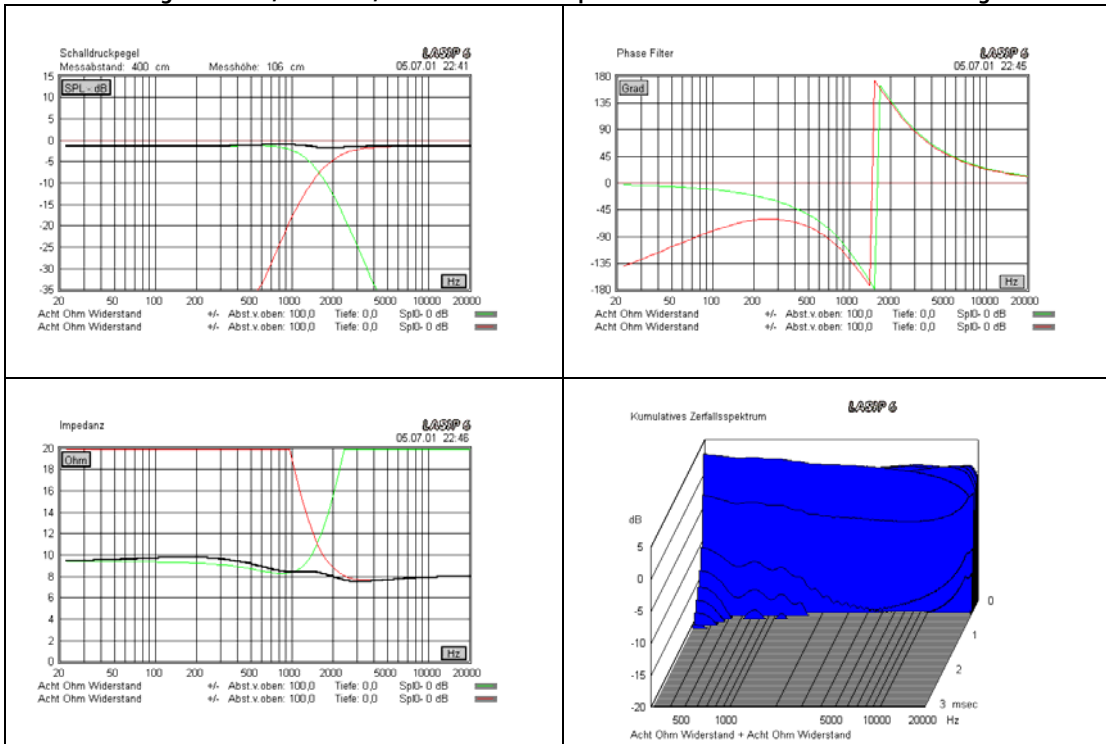 Schalldruckpegel
LASIP 6
Messabstand: 400 cm Messhöhe: 106 cm 05.07.01 22:41
SPL - dB
15
10
5
0
-5
-10
-15
-20
-25
-30
-35
Hz
20 50 100 200 500 1000 2000 5000 10000 20000
Acht Ohm Widerstand +/- Abst.v.oben: 100,0 Tiefe: 0,0 Spl0- 0 dB
Acht Ohm Widerstand +/- Abst.v.oben: 100,0 Tiefe: 0,0 Spl0- 0 dB
Phase Filter
LASIP 6
05.07.01 22:45
Grad
180
135
90
45
0
-45
-90
-135
-180
Hz
20 50 100 200 500 1000 2000 5000 10000 20000
Acht Ohm Widerstand +/- Abst.v.oben: 100,0 Tiefe: 0,0 Spl0- 0 dB
Acht Ohm Widerstand +/- Abst.v.oben: 100,0 Tiefe: 0,0 Spl0- 0 dB
Impedanz
LASIP 6
05.07.01 22:46
Ohm
20
18
16
14
12
10
8
6
4
2
0
Hz
20 50 100 200 500 1000 2000 5000 10000 20000
Acht Ohm Widerstand +/- Abst.v.oben: 100,0 Tiefe: 0,0 Spl0- 0 dB
Acht Ohm Widerstand +/- Abst.v.oben: 100,0 Tiefe: 0,0 Spl0- 0 dB
LASIP 6
Kumulatives Zerfallsspektrum
dB
5
0
-5
-10
-15
-20
0
1
2
3 msec
500 1000 5000 10000 20000 Hz
Acht Ohm Widerstand + Acht Ohm Widerstand